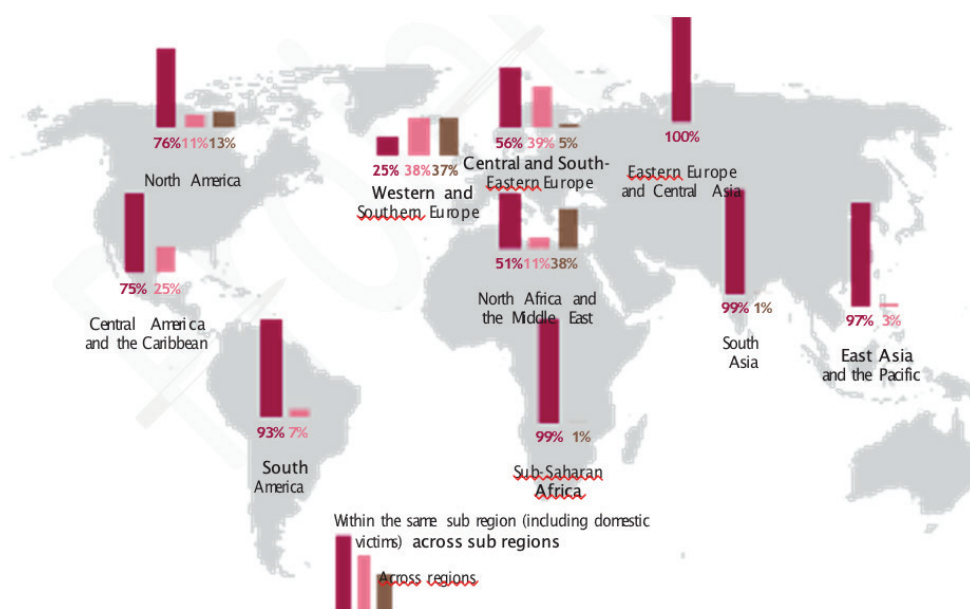 76% 11% 13%
North America
25% 38% 37%
Western and
Southern Europe
56% 39% 5%
Central and South-
Eastern Europe
100%
Eastern Europe
and Central Asia
75% 25%
Central America
and the Caribbean
51% 11% 38%
North Africa and
the Middle East
99% 1%
South
Asia
97% 3%
East Asia
and the Pacific
93% 7%
South
America
99% 1%
Sub-Saharan
Africa
Within the same sub region (including domestic
victims) across sub regions
Across regions